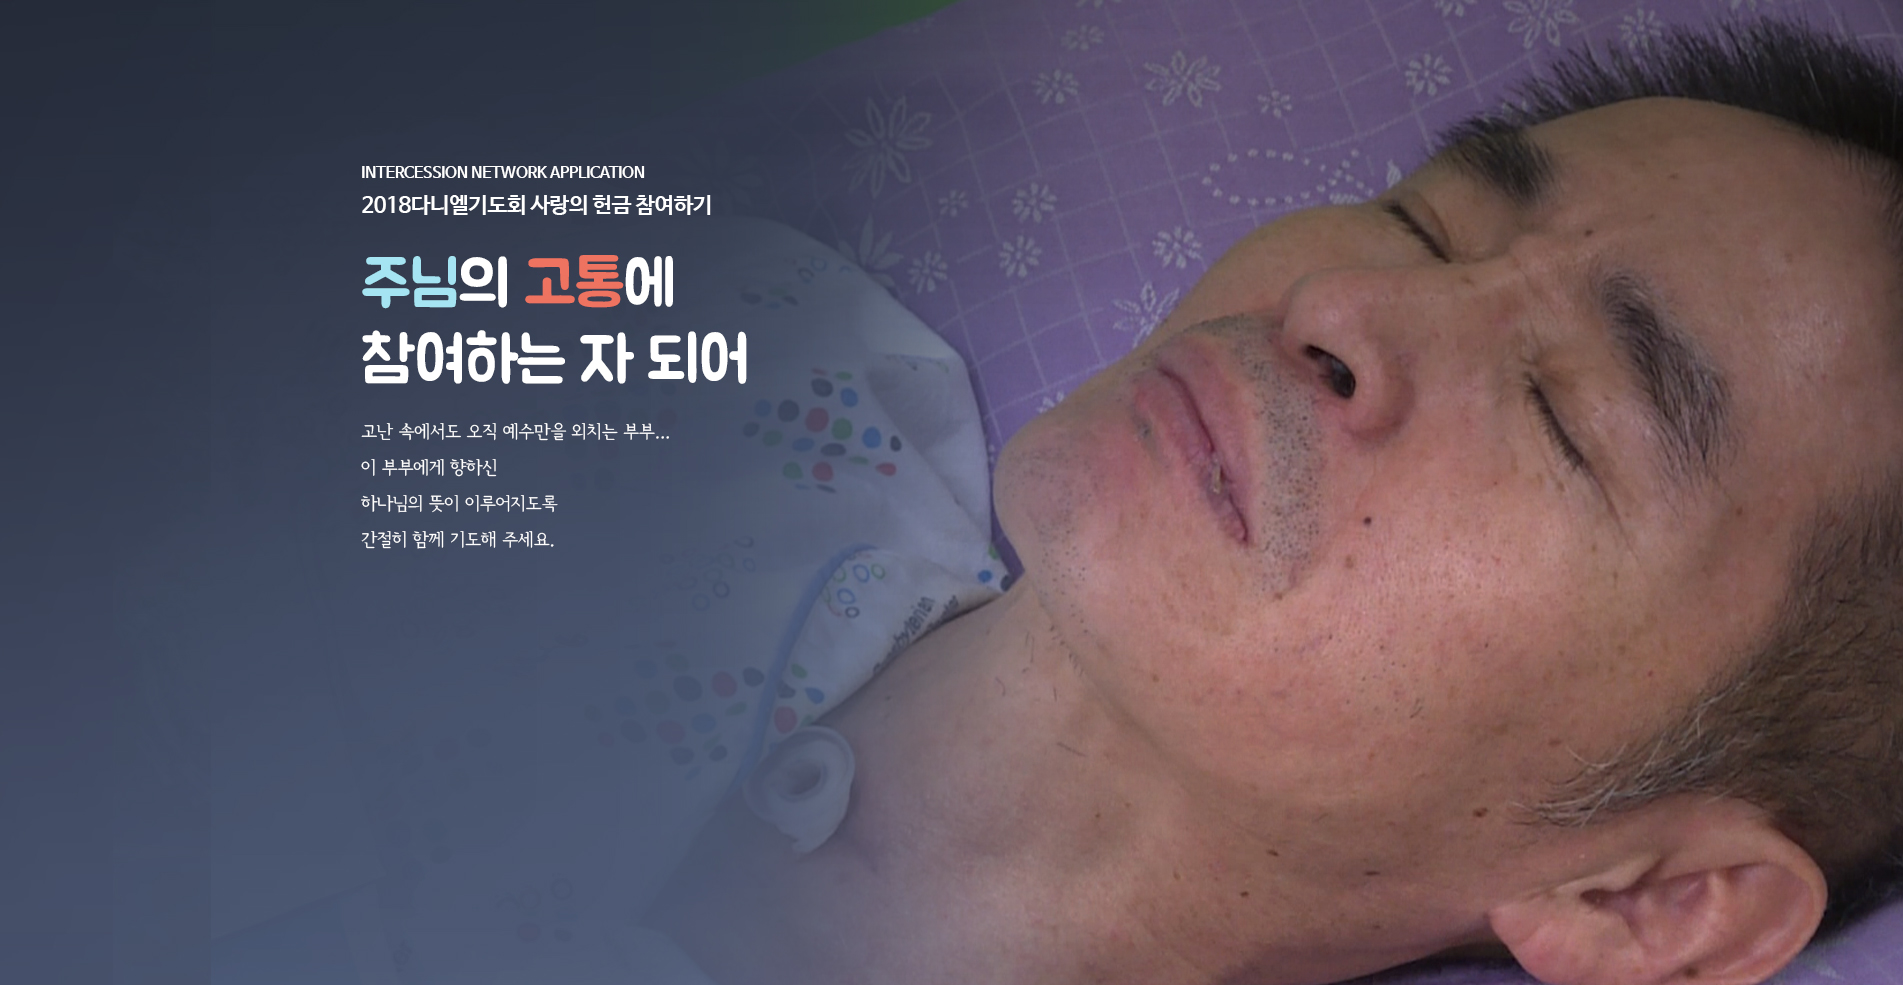 INTERCESSION NETWORK APPLICATION
2018다니엘기도회 사랑의 헌금 참여하기
주님의 고통에
참여하는 자 되어
고난 속에서도 오직 예수만을 외치는 부부...
이 부부에게 향하신
하나님의 뜻이 이루어지도록
간절히 함께 기도해 주세요.